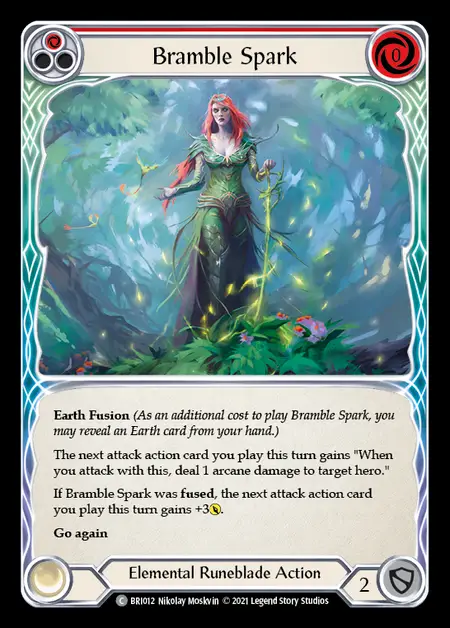 Bramble Spark
0
Earth Fusion (As an additional cost to play Bramble Spark, you
may reveal an Earth card from your hand.)
The next attack action card you play this turn gains "When
you attack with this, deal 1 arcane damage to target hero."
If Bramble Spark was fused, the next attack action card
you play this turn gains +3.
Go again
Elemental Runeblade Action
2
C BRI012 Nikolay Moskvin © 2021 Legend Story Studios